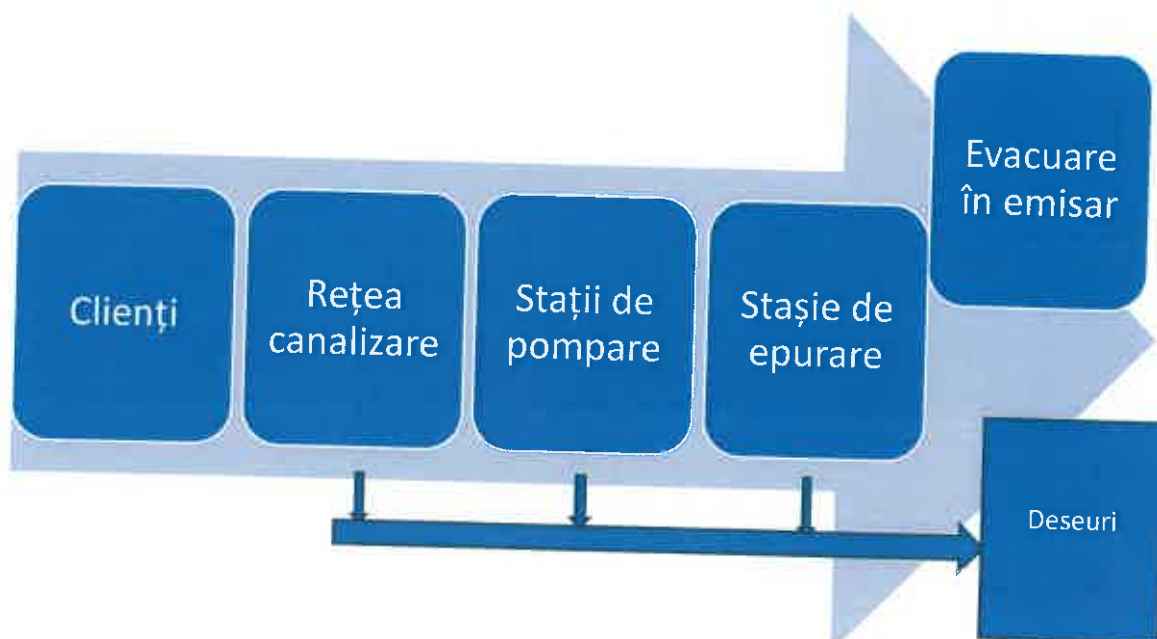 Clienți
Rețea
canalizare
Stații de
pompare
Stașie de
epurare
Evacuare
în emisar
Deseuri